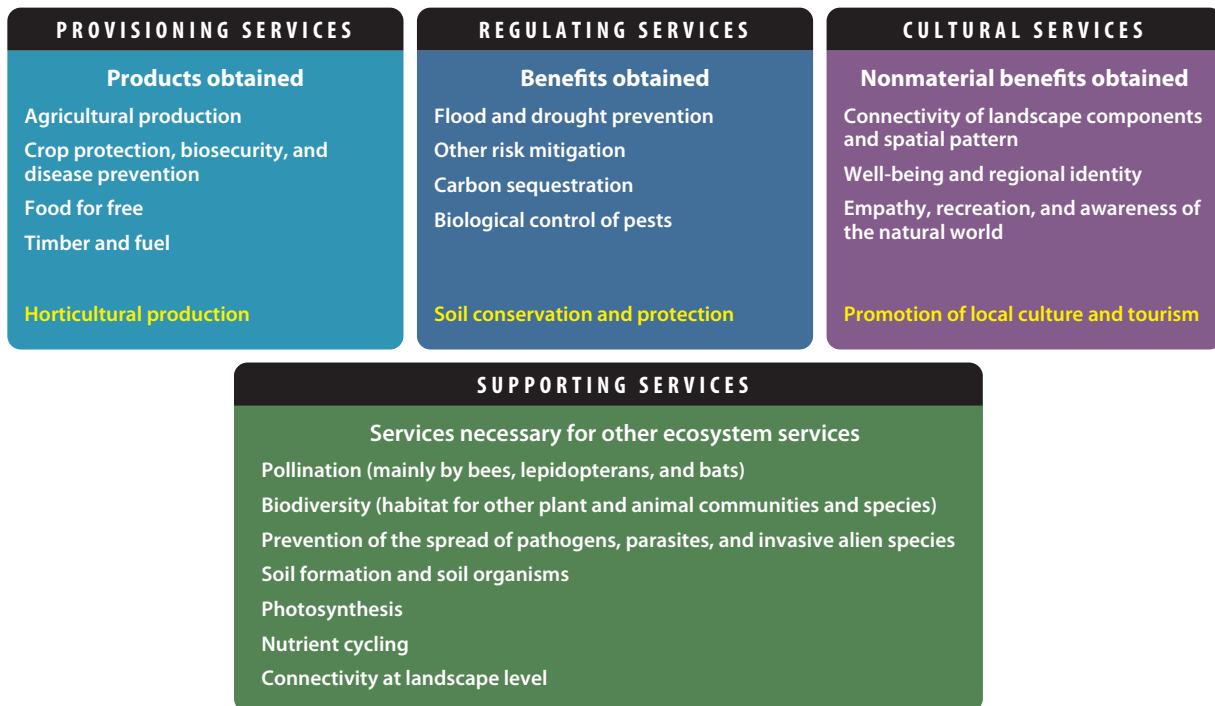 PROVISIONING SERVICES
Products obtained
Agricultural production
Crop protection, biosecurity, and
disease prevention
Food for free
Timber and fuel
Horticultural production
REGULATING SERVICES
Benefits obtained
Flood and drought prevention
Other risk mitigation
Carbon sequestration
Biological control of pests
Soil conservation and protection
CULTURAL SERVICES
Nonmaterial benefits obtained
Connectivity of landscape components
and spatial pattern
Well-being and regional identity
Empathy, recreation, and awareness of
the natural world
Promotion of local culture and tourism
SUPPORTING SERVICES
Services necessary for other ecosystem services
Pollination (mainly by bees, lepidopterans, and bats)
Biodiversity (habitat for other plant and animal communities and species)
Prevention of the spread of pathogens, parasites, and invasive alien species
Soil formation and soil organisms
Photosynthesis
Nutrient cycling
Connectivity at landscape level